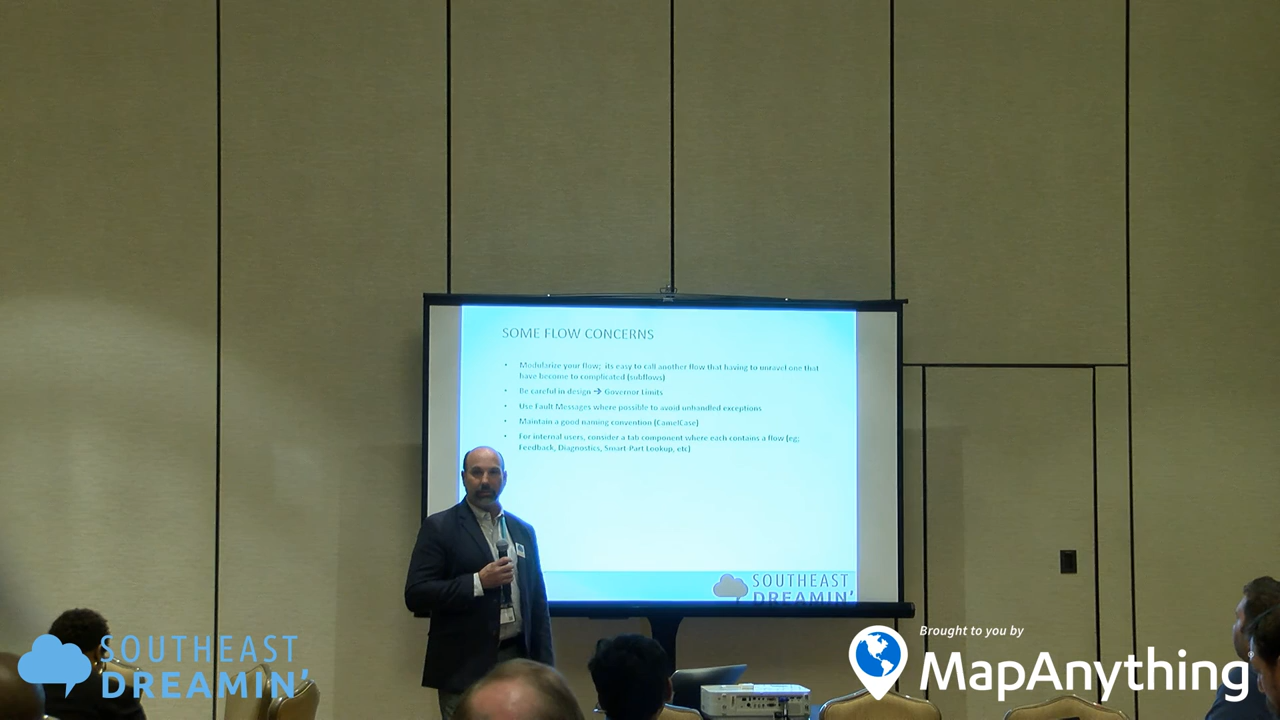 SOME FLOW CONCERNS
• Modularize your flow; its easy to call another flow that having to unravel one that
have become to complicated (subflows)
• Be careful in design → Governor Limits
• Use Fault Messages where possible to avoid unhandled exceptions
• Maintain a good naming convention (CamelCase)
• For internal users, consider a tab component where each contains a flow (eg;
Feedback, Diagnostics, Smart Part Lookup, etc)
SOUTHEAST
DREAMIN'
SOUTHEAST
DREAMIN'
Brought to you by
MapAnything